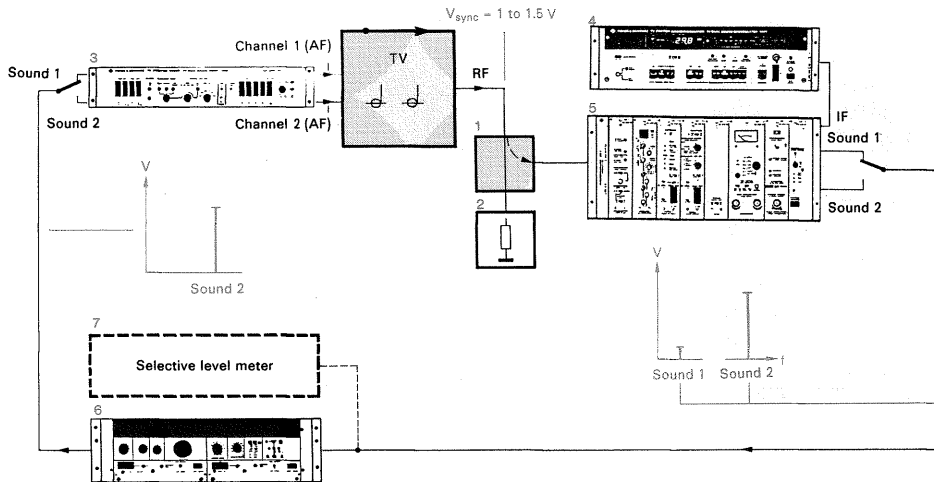 V sync = 1 to 1.5 V
4
Channel 1 (AF)
3
TV
Sound 1
RF
5
IF
Sound 2
Channel 2 (AF)
Sound 1
1
V
Sound 2
2
V
Sound 2
7
f
Selective level meter
Sound 1
Sound 2
6